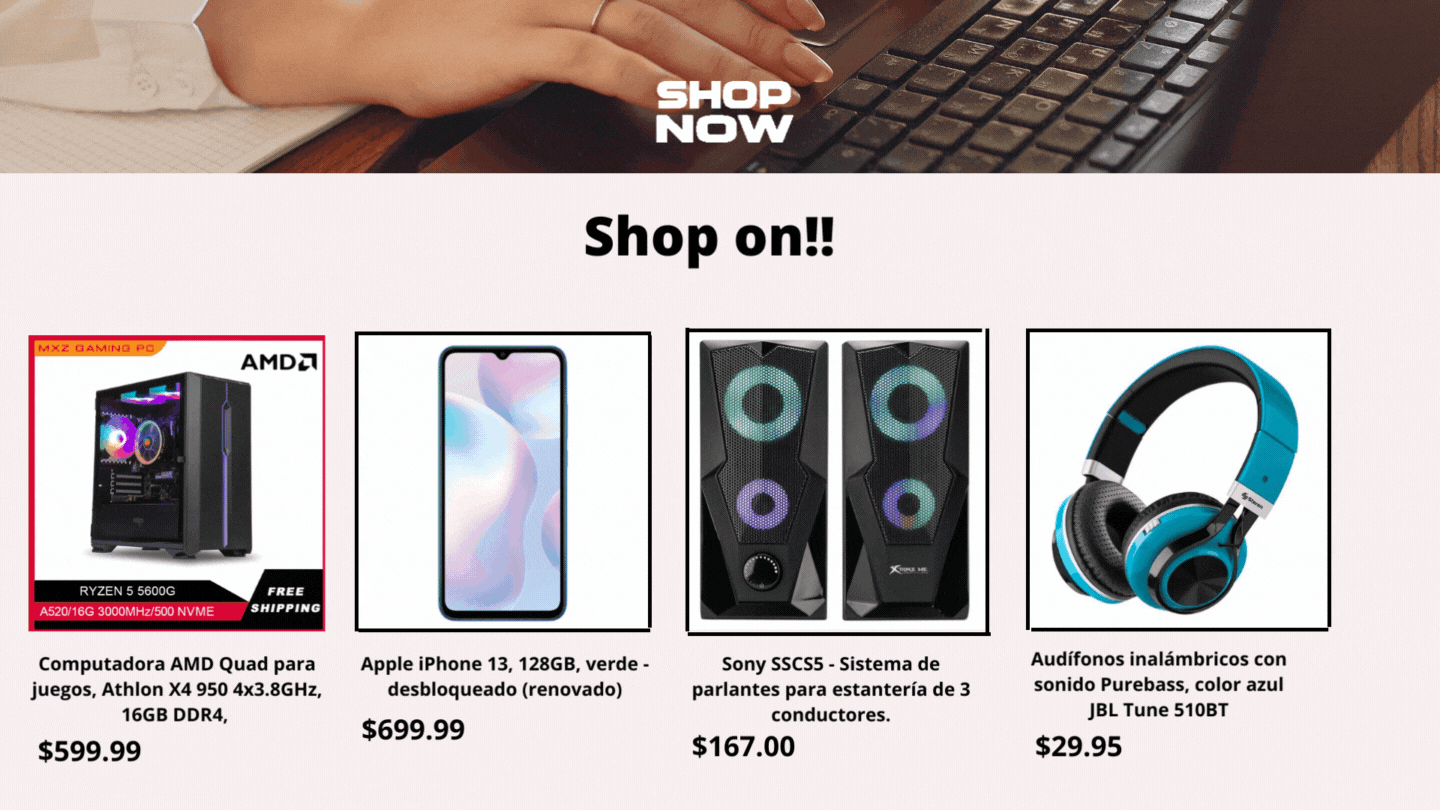 SHOP
NOW
Shop on!!
MXZ GAMING PC
AMD
RYZEN 5 5600G
A520/16G 3000MHz/500 NVME
FREE
SHIPPING
Computadora AMD Quad para
juegos, Athlon X4 950 4x3.8GHz,
16GB DDR4,
$599.99
Apple iPhone 13, 128GB, verde -
desbloqueado (renovado)
$699.99
XTRIKE ME
Sony SSCS5 - Sistema de
parlantes para estantería de 3
conductores.
$167.00
Steren
Audífonos inalámbricos con
sonido Purebass, color azul
JBL Tune 510BT
$29.95